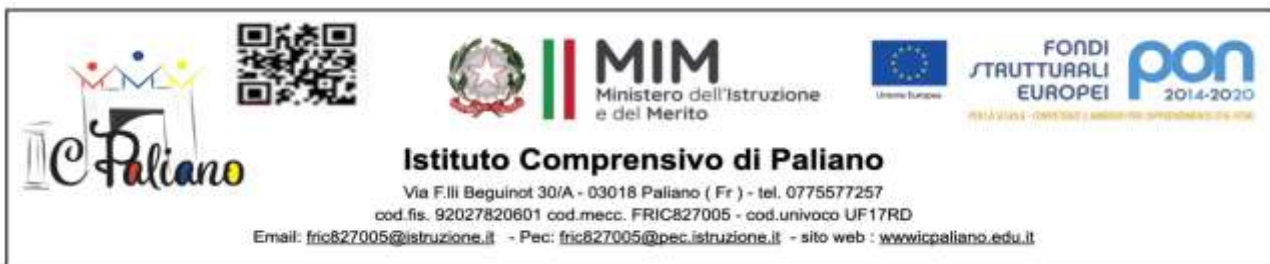 IC Paliano
MIM
Ministero dell'Istruzione
e del Merito
Unione Europea
FONDI
STRUTTURALI
EUROPEI
pon
2014-2020
Istituto Comprensivo di Paliano
Via F.lli Beguinot 30/A - 03018 Paliano ( Fr ) - tel. 0775577257
cod.fis. 92027820601 cod.mecc. FRIC827005 - cod.univoco UF17RD
Email: fric827005@istruzione.it - Pec: fric827005@pec.istruzione.it - sito web : wwwicpaliano.edu.it